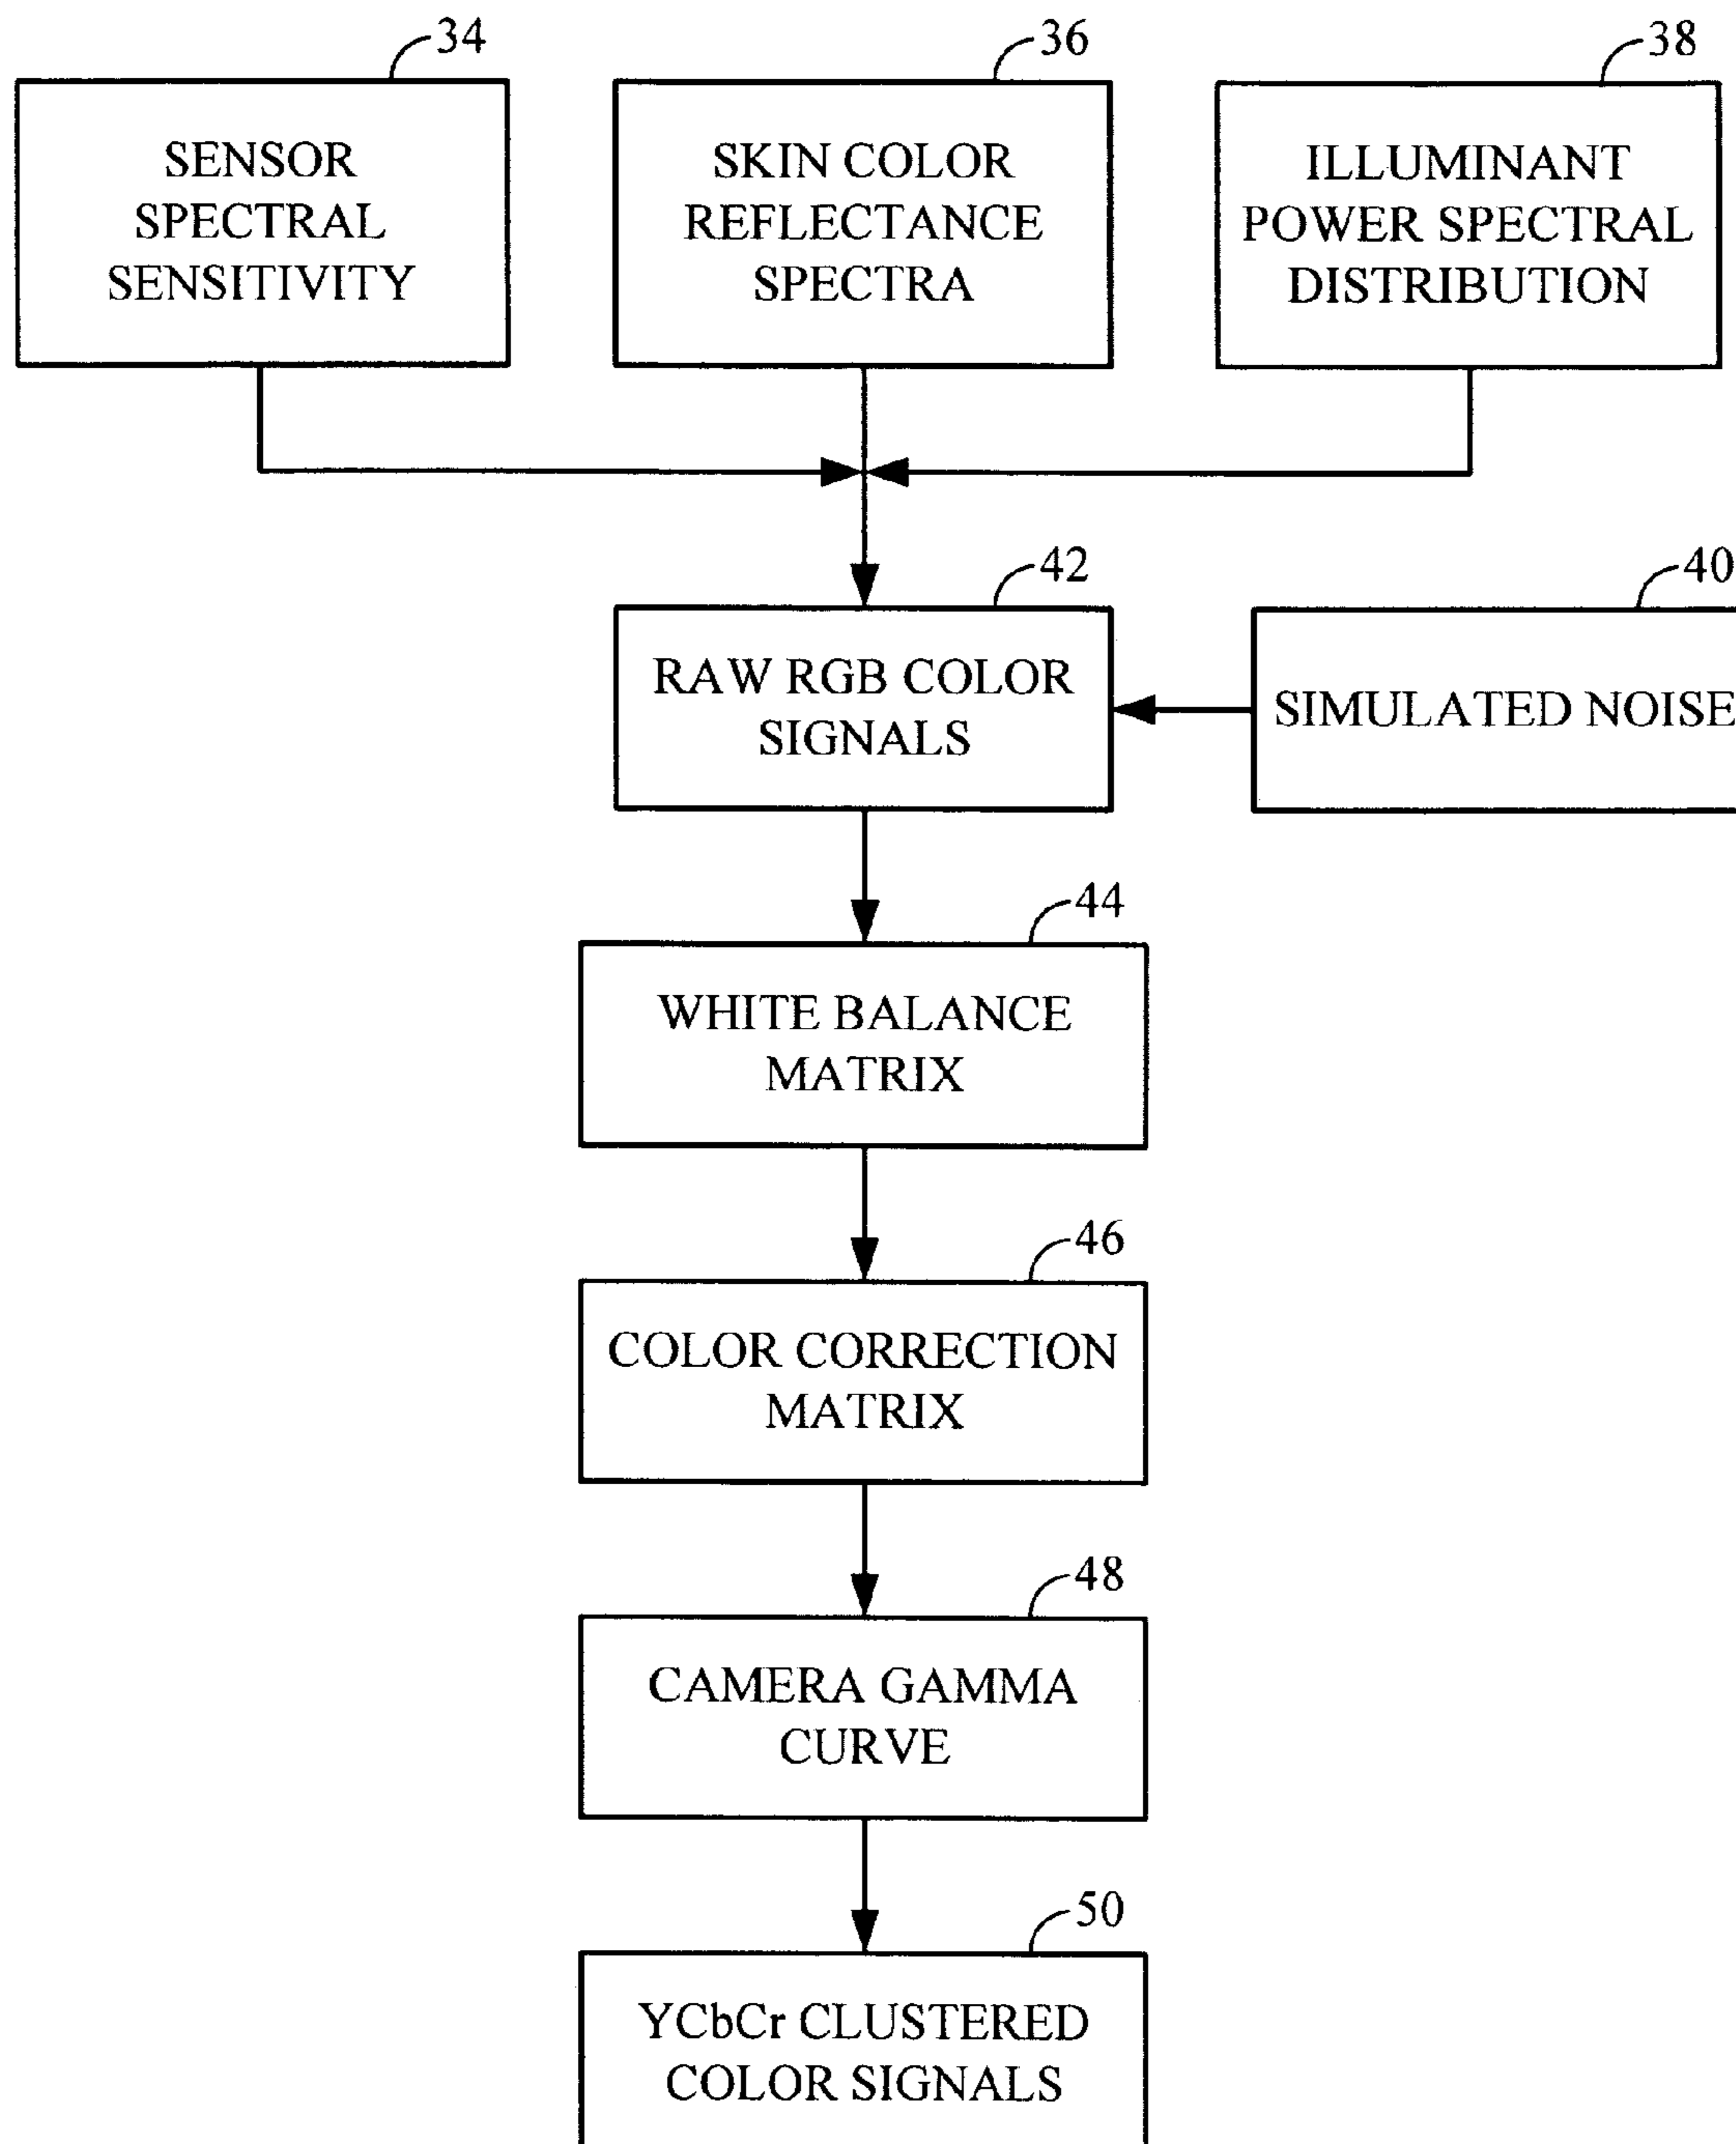 34
36
38
SENSOR
SPECTRAL
SENSITIVITY
SKIN COLOR
REFLECTANCE
SPECTRA
ILLUMINANT
POWER SPECTRAL
DISTRIBUTION
42
40
RAW RGB COLOR
SIGNALS
SIMULATED NOISE
44
WHITE BALANCE
MATRIX
46
COLOR CORRECTION
MATRIX
48
CAMERA GAMMA
CURVE
50
YCbCr CLUSTERED
COLOR SIGNALS